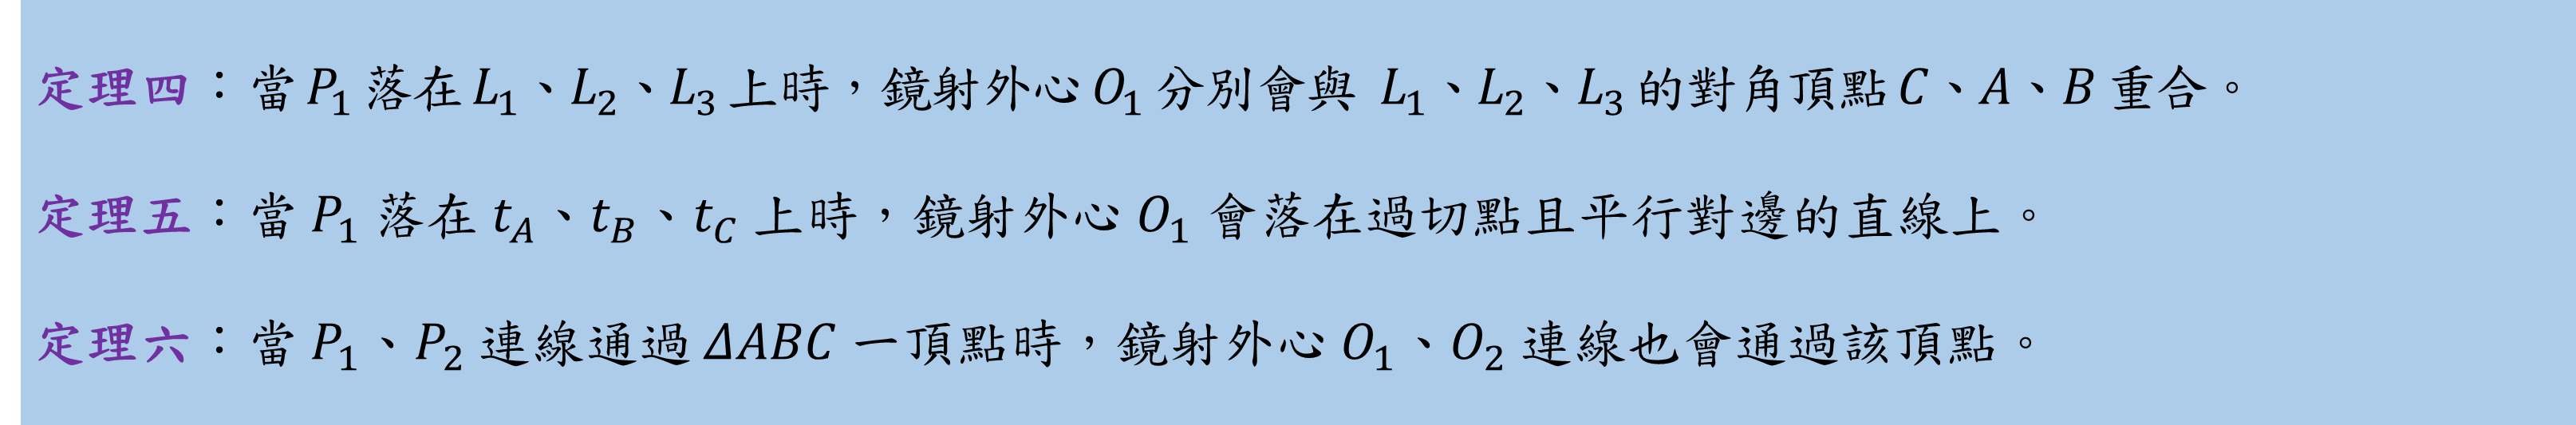 定理四：當 P₁ 落在 L₁、L₂、L₃ 上時，鏡射外心 O₁ 分別會與 L₁、L₂、L₃ 的對角頂點 C、A、B 重合。
定理五：當 P₁ 落在 t_A、t_B、t_C 上時，鏡射外心 O₁ 會落在過切點且平行對邊的直線上。
定理六：當 P₁、P₂ 連線通過 ΔABC 一頂點時，鏡射外心 O₁、O₂ 連線也會通過該頂點。